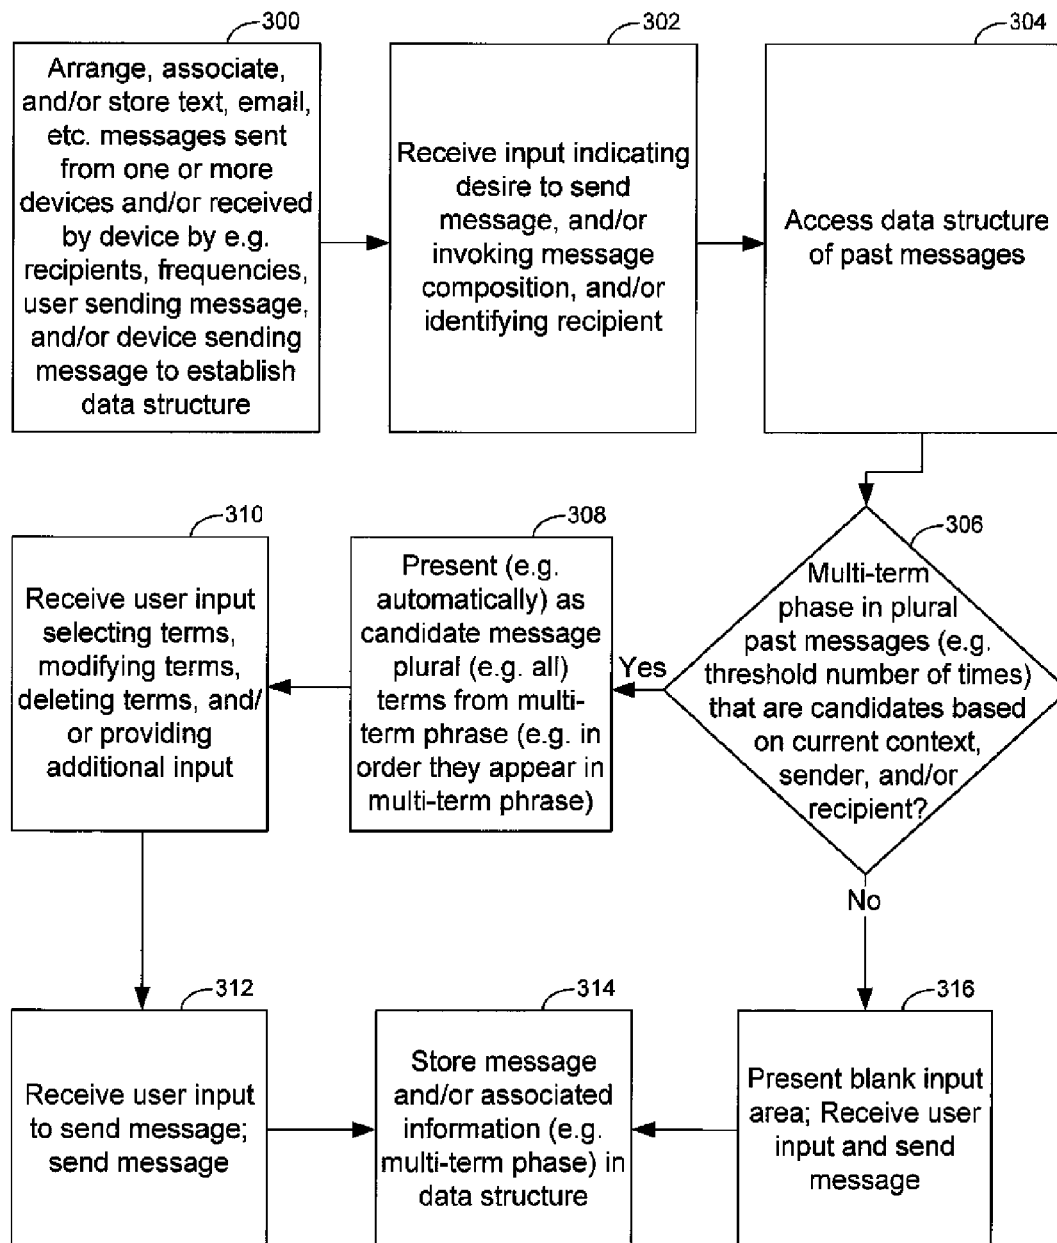 300
Arrange, associate,
and/or store text, email,
etc. messages sent
from one or more
devices and/or received
by device by e.g.
recipients, frequencies,
user sending message,
and/or device sending
message to establish
data structure
302
Receive input indicating
desire to send
message, and/or
invoking message
composition, and/or
identifying recipient
304
Access data structure
of past messages
306
Multi-term
phase in plural
past messages (e.g.
threshold number of times)
that are candidates based
on current context,
sender, and/or
recipient?
Yes
308
Present (e.g.
automatically) as
candidate message
plural (e.g. all)
terms from multi-
term phrase (e.g. in
order they appear in
multi-term phrase)
310
Receive user input
selecting terms,
modifying terms,
deleting terms, and/
or providing
additional input
No
312
Receive user input
to send message;
send message
314
Store message
and/or associated
information (e.g.
multi-term phase) in
data structure
316
Present blank input
area; Receive user
input and send
message